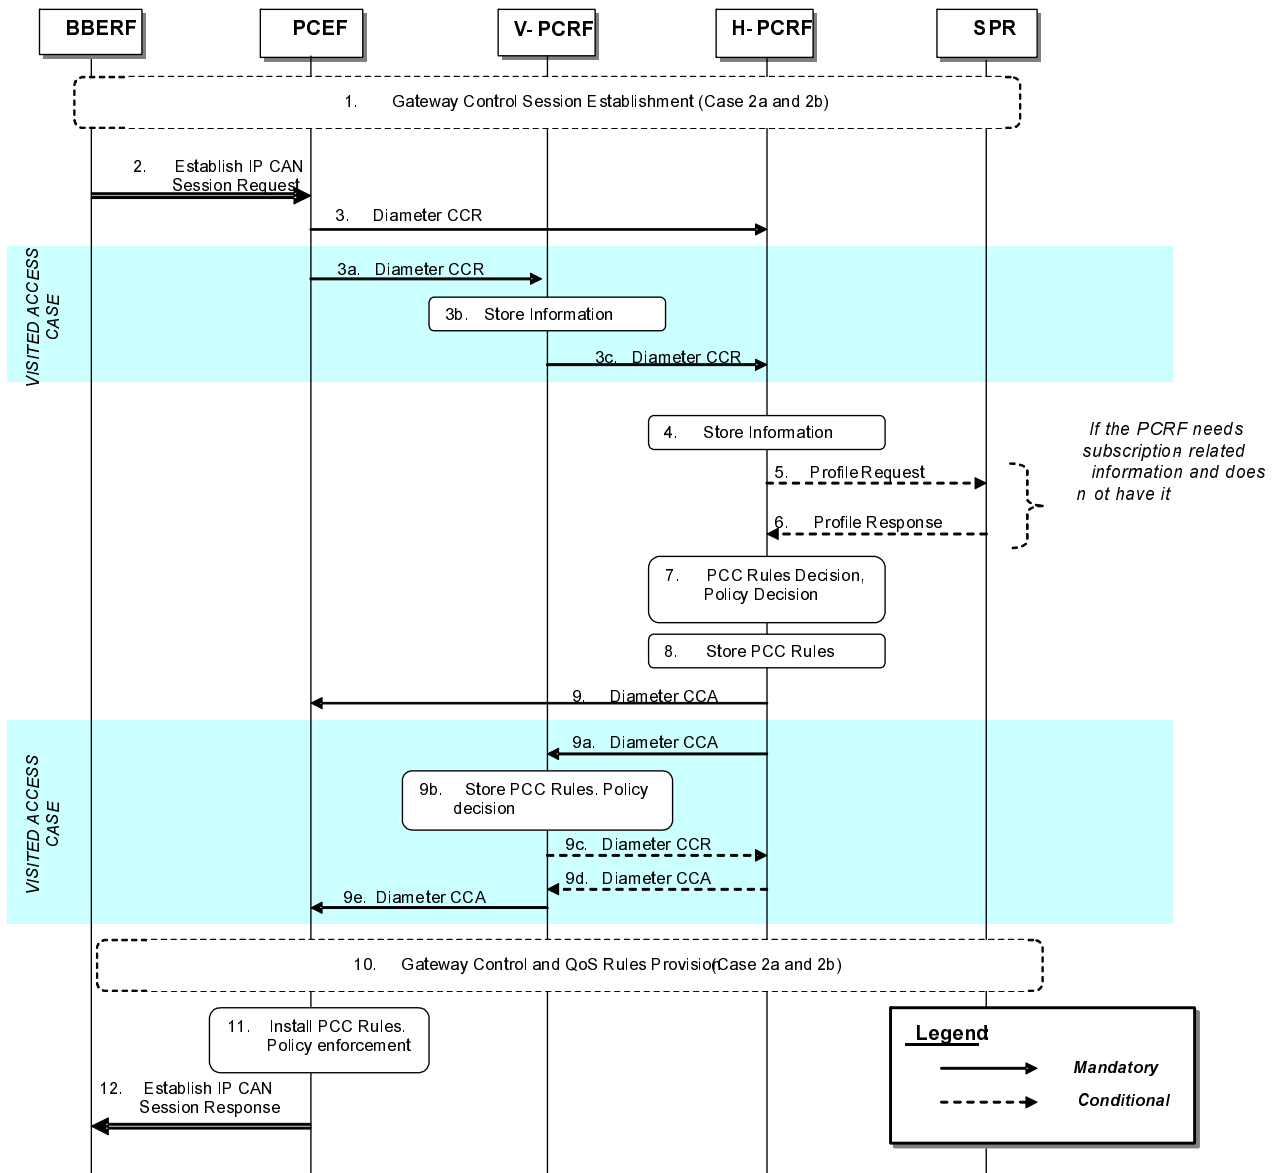 BBERF
PCEF
V-PCRF
H-PCRF
SPR
1. Gateway Control Session Establishment (Case 2a and 2b)
2. Establish IP CAN
Session Request
3. Diameter CCR
VISITED ACCESS
CASE
3a. Diameter CCR
3b. Store Information
3c. Diameter CCR
4. Store Information
If the PCRF needs
subscription related
information and does
n ot have it
5. Profile Request
6. Profile Response
7. PCC Rules Decision,
Policy Decision
8. Store PCC Rules
9. Diameter CCA
VISITED ACCESS
CASE
9a. Diameter CCA
9b. Store PCC Rules. Policy
decision
9c. Diameter CCR
9d. Diameter CCA
9e. Diameter CCA
10. Gateway Control and QoS Rules Provision(Case 2a and 2b)
11. Install PCC Rules.
Policy enforcement
12. Establish IP CAN
Session Response
Legend:
Mandatory
Conditional